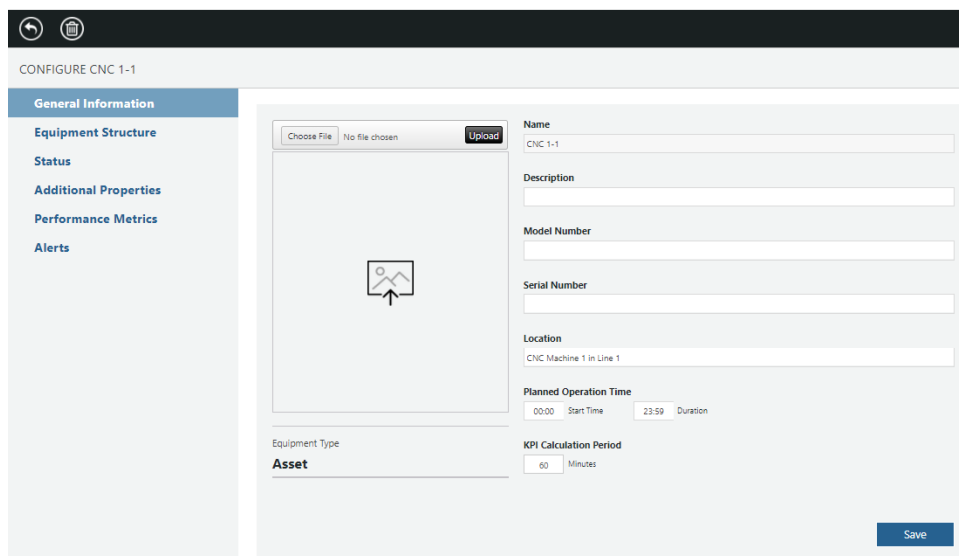 CONFIGURE CNC 1-1
General Information
Equipment Structure
Status
Additional Properties
Performance Metrics
Alerts
Choose File No file chosen Upload
Equipment Type
Asset
Name
CNC 1-1
Description
Model Number
Serial Number
Location
CNC Machine 1 in Line 1
Planned Operation Time
00:00 Start Time 23:59 Duration
KPI Calculation Period
60 Minutes
Save